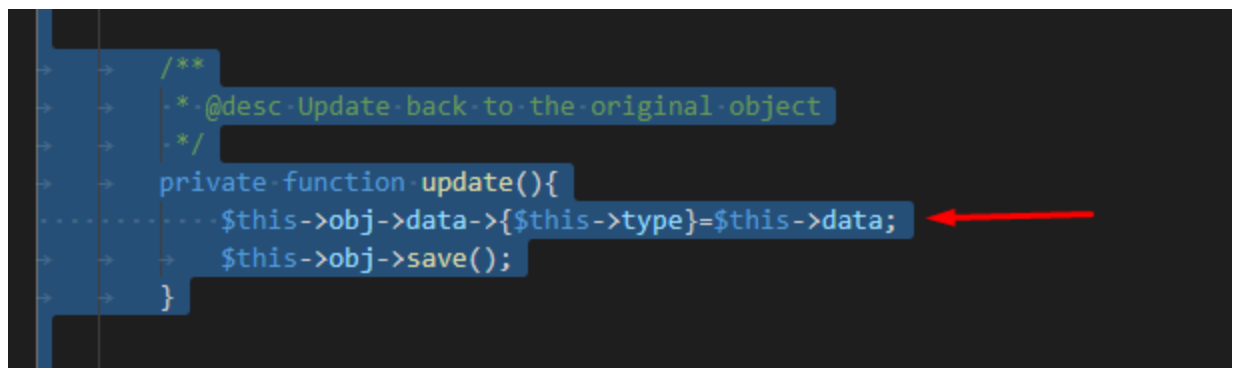 /**
* @desc Update back to the original object
*/
private function update(){
$this->obj->data->{$this->type}=$this->data;
$this->obj->save();
}